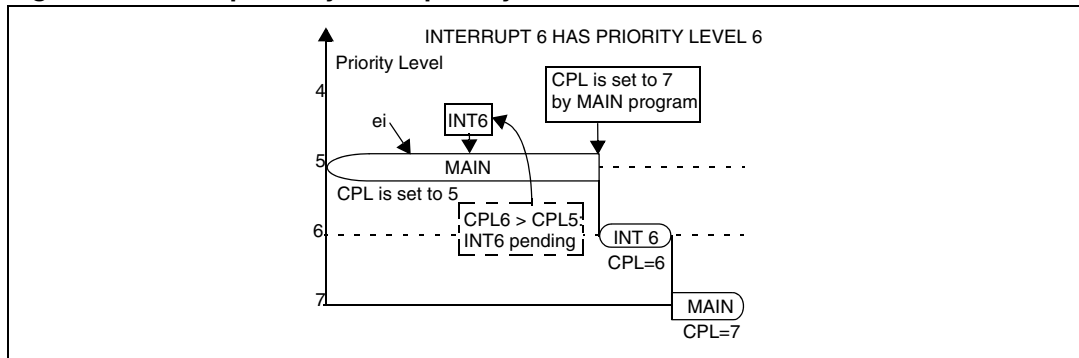 INTERRUPT 6 HAS PRIORITY LEVEL 6
Priority Level
CPL is set to 7
by MAIN program
4
ei
INT6
5
MAIN
CPL is set to 5
CPL6 > CPL5:
INT6 pending
6
INT 6
CPL=6
7
MAIN
CPL=7